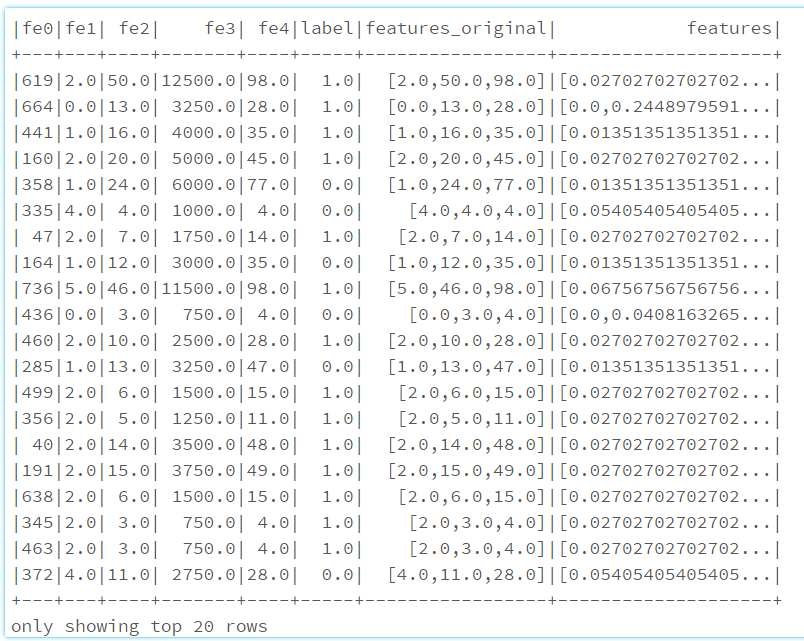 |fe0|fe1| fe2|    fe3| fe4|label|features_original|            features|
+---+---+----+-------+----+-----+-----------------+--------------------+
|619|2.0|50.0|12500.0|98.0|  1.0|  [2.0,50.0,98.0]|[0.02702702702702...|
|664|0.0|13.0| 3250.0|28.0|  1.0|  [0.0,13.0,28.0]|[0.0,0.2448979591...|
|441|1.0|16.0| 4000.0|35.0|  1.0|  [1.0,16.0,35.0]|[0.01351351351351...|
|160|2.0|20.0| 5000.0|45.0|  1.0|  [2.0,20.0,45.0]|[0.02702702702702...|
|358|1.0|24.0| 6000.0|77.0|  0.0|  [1.0,24.0,77.0]|[0.01351351351351...|
|335|4.0| 4.0| 1000.0| 4.0|  0.0|    [4.0,4.0,4.0]|[0.05405405405405...|
| 47|2.0| 7.0| 1750.0|14.0|  1.0|   [2.0,7.0,14.0]|[0.02702702702702...|
|164|1.0|12.0| 3000.0|35.0|  0.0|  [1.0,12.0,35.0]|[0.01351351351351...|
|736|5.0|46.0|11500.0|98.0|  1.0|  [5.0,46.0,98.0]|[0.06756756756756...|
|436|0.0| 3.0|  750.0| 4.0|  0.0|    [0.0,3.0,4.0]|[0.0,0.0408163265...|
|460|2.0|10.0| 2500.0|28.0|  1.0|  [2.0,10.0,28.0]|[0.02702702702702...|
|285|1.0|13.0| 3250.0|47.0|  0.0|  [1.0,13.0,47.0]|[0.01351351351351...|
|499|2.0| 6.0| 1500.0|15.0|  1.0|   [2.0,6.0,15.0]|[0.02702702702702...|
|356|2.0| 5.0| 1250.0|11.0|  1.0|   [2.0,5.0,11.0]|[0.02702702702702...|
| 40|2.0|14.0| 3500.0|48.0|  1.0|  [2.0,14.0,48.0]|[0.02702702702702...|
|191|2.0|15.0| 3750.0|49.0|  1.0|  [2.0,15.0,49.0]|[0.02702702702702...|
|638|2.0| 6.0| 1500.0|15.0|  1.0|   [2.0,6.0,15.0]|[0.02702702702702...|
|345|2.0| 3.0|  750.0| 4.0|  1.0|    [2.0,3.0,4.0]|[0.02702702702702...|
|463|2.0| 3.0|  750.0| 4.0|  1.0|    [2.0,3.0,4.0]|[0.02702702702702...|
|372|4.0|11.0| 2750.0|28.0|  0.0|  [4.0,11.0,28.0]|[0.05405405405405...|
+---+---+----+-------+----+-----+-----------------+--------------------+
only showing top 20 rows